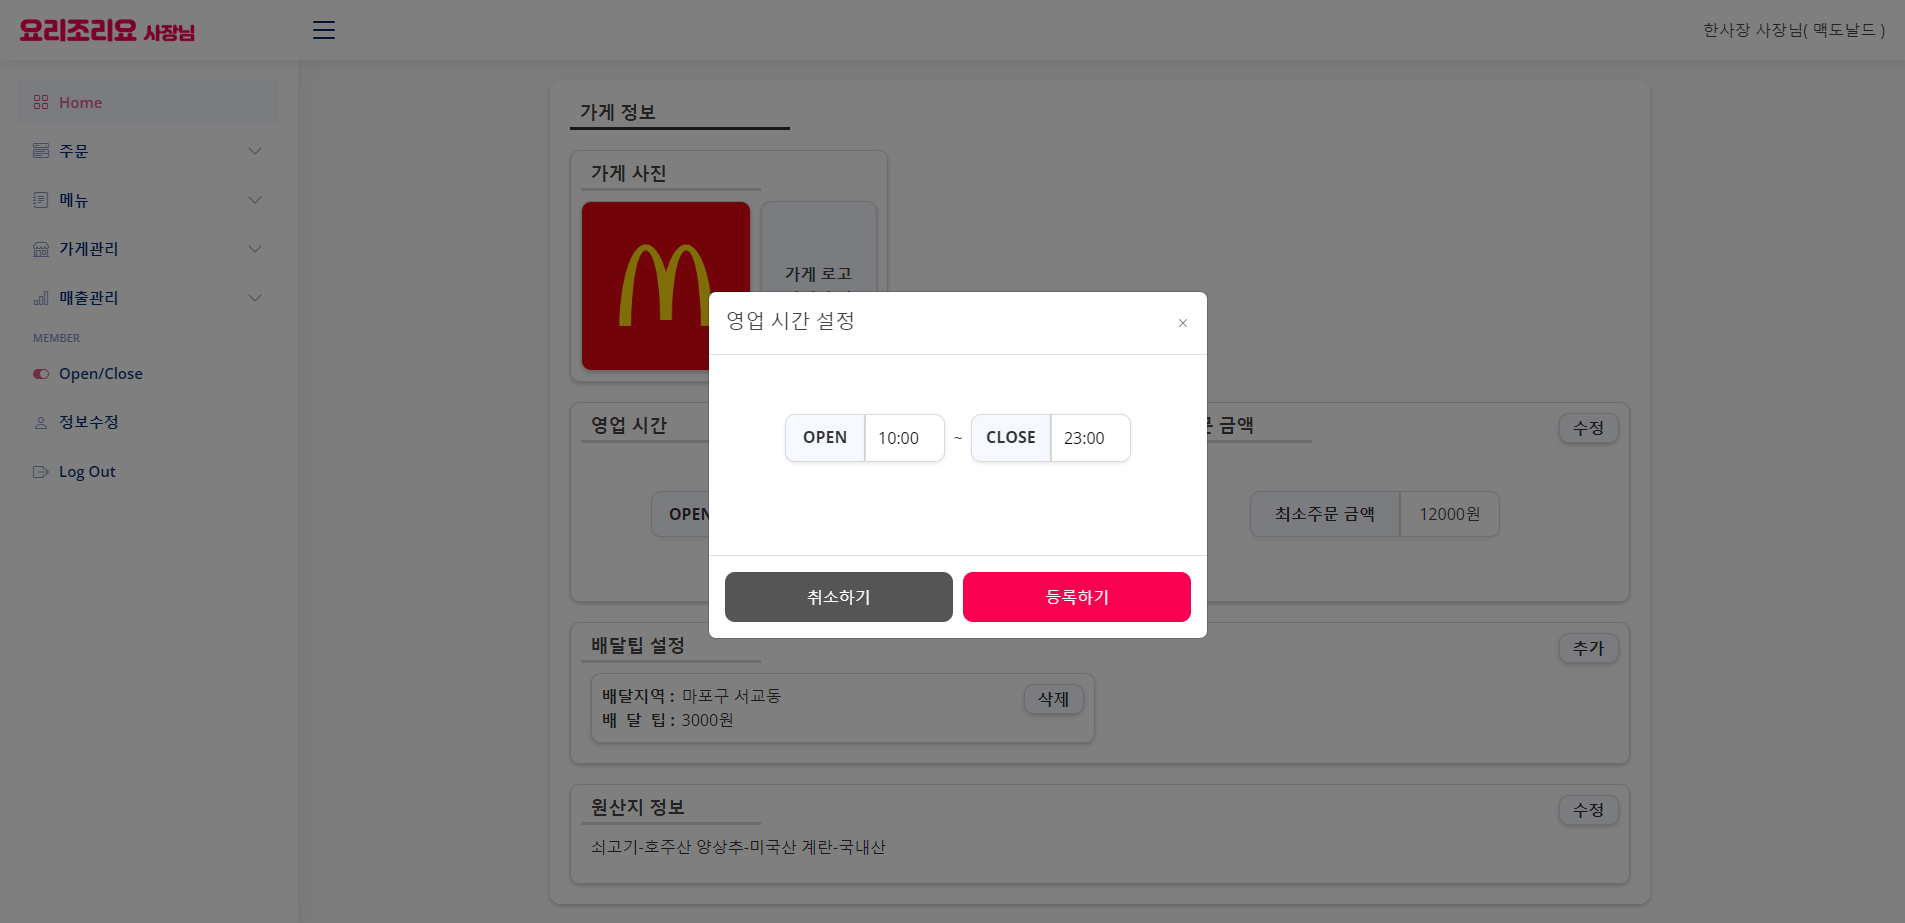 요리조리요 사장님
한사장 사장님( 맥도날드 )
Home
주문
메뉴
가게관리
매출관리
MEMBER
Open/Close
정보수정
Log Out
가게 정보
가게 사진
가게 로고
영업 시간 설정
×
OPEN 10:00 ~ CLOSE 23:00
취소하기 등록하기
영업 시간
OPEN
금액
수정
최소주문 금액 12000원
배달팁 설정
추가
배달지역 : 마포구 서교동
배 달 팁 : 3000원
삭제
원산지 정보
수정
쇠고기-호주산 양상추-미국산 계란-국내산